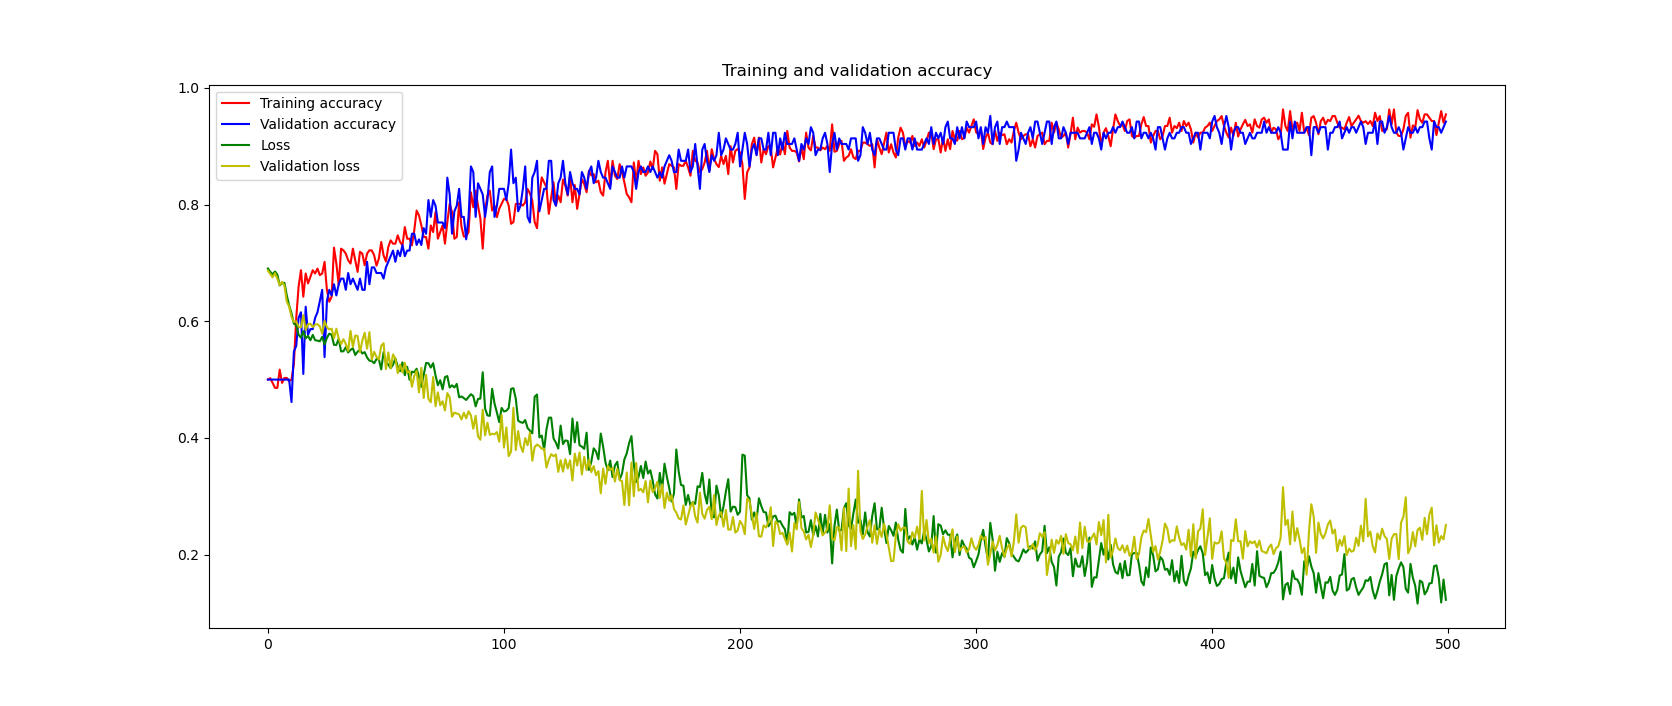 Training and validation accuracy
1.0
0.8
0.6
0.4
0.2
Training accuracy
Validation accuracy
Loss
Validation loss
0 100 200 300 400 500